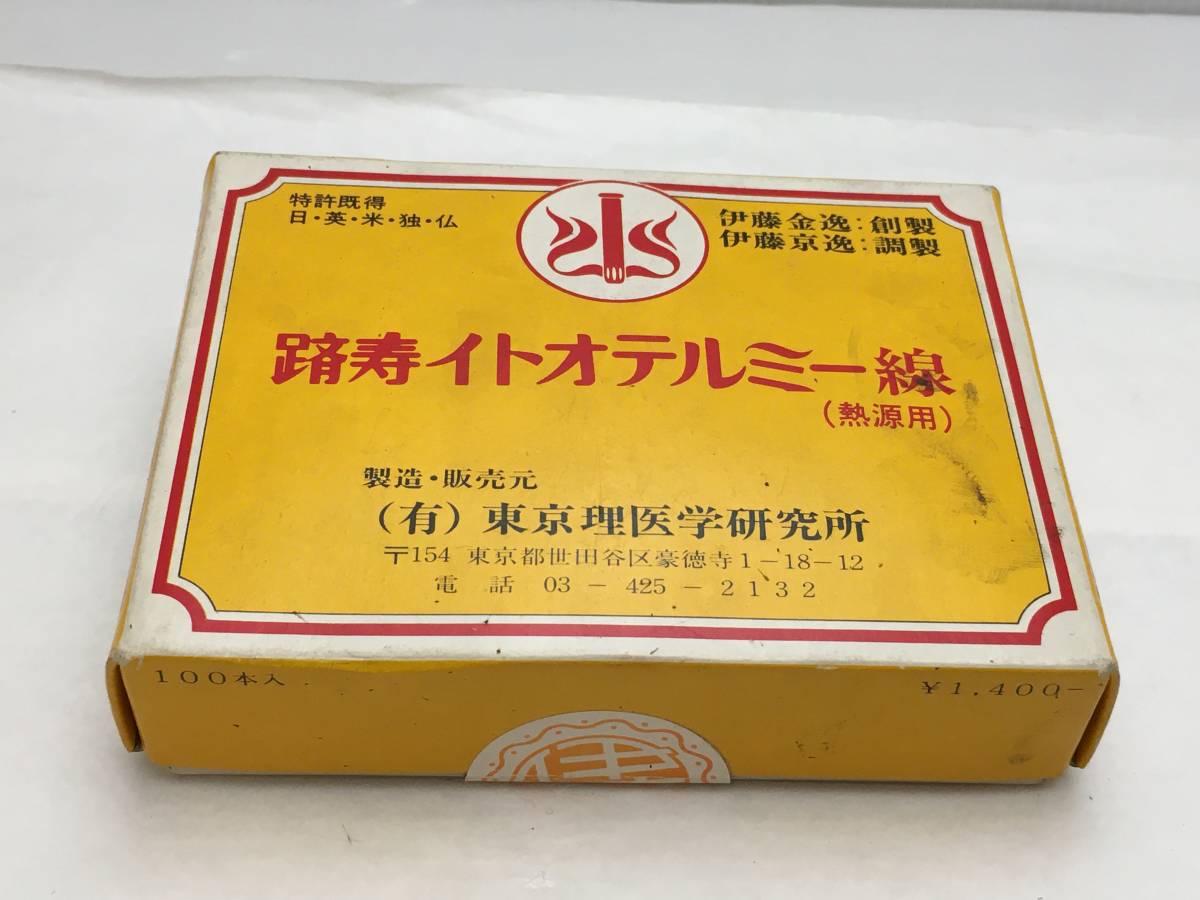 特許既得
日・英・米・独・仏
伊藤金逸：創製
伊藤京逸：調製
蹐寿イトオテルミー線
（熱源用）
製造・販売元
（有）東京理医学研究所
〒154 東京都世田谷区豪徳寺1－18－12
電話 03－425－2132
100本入
¥1,400-